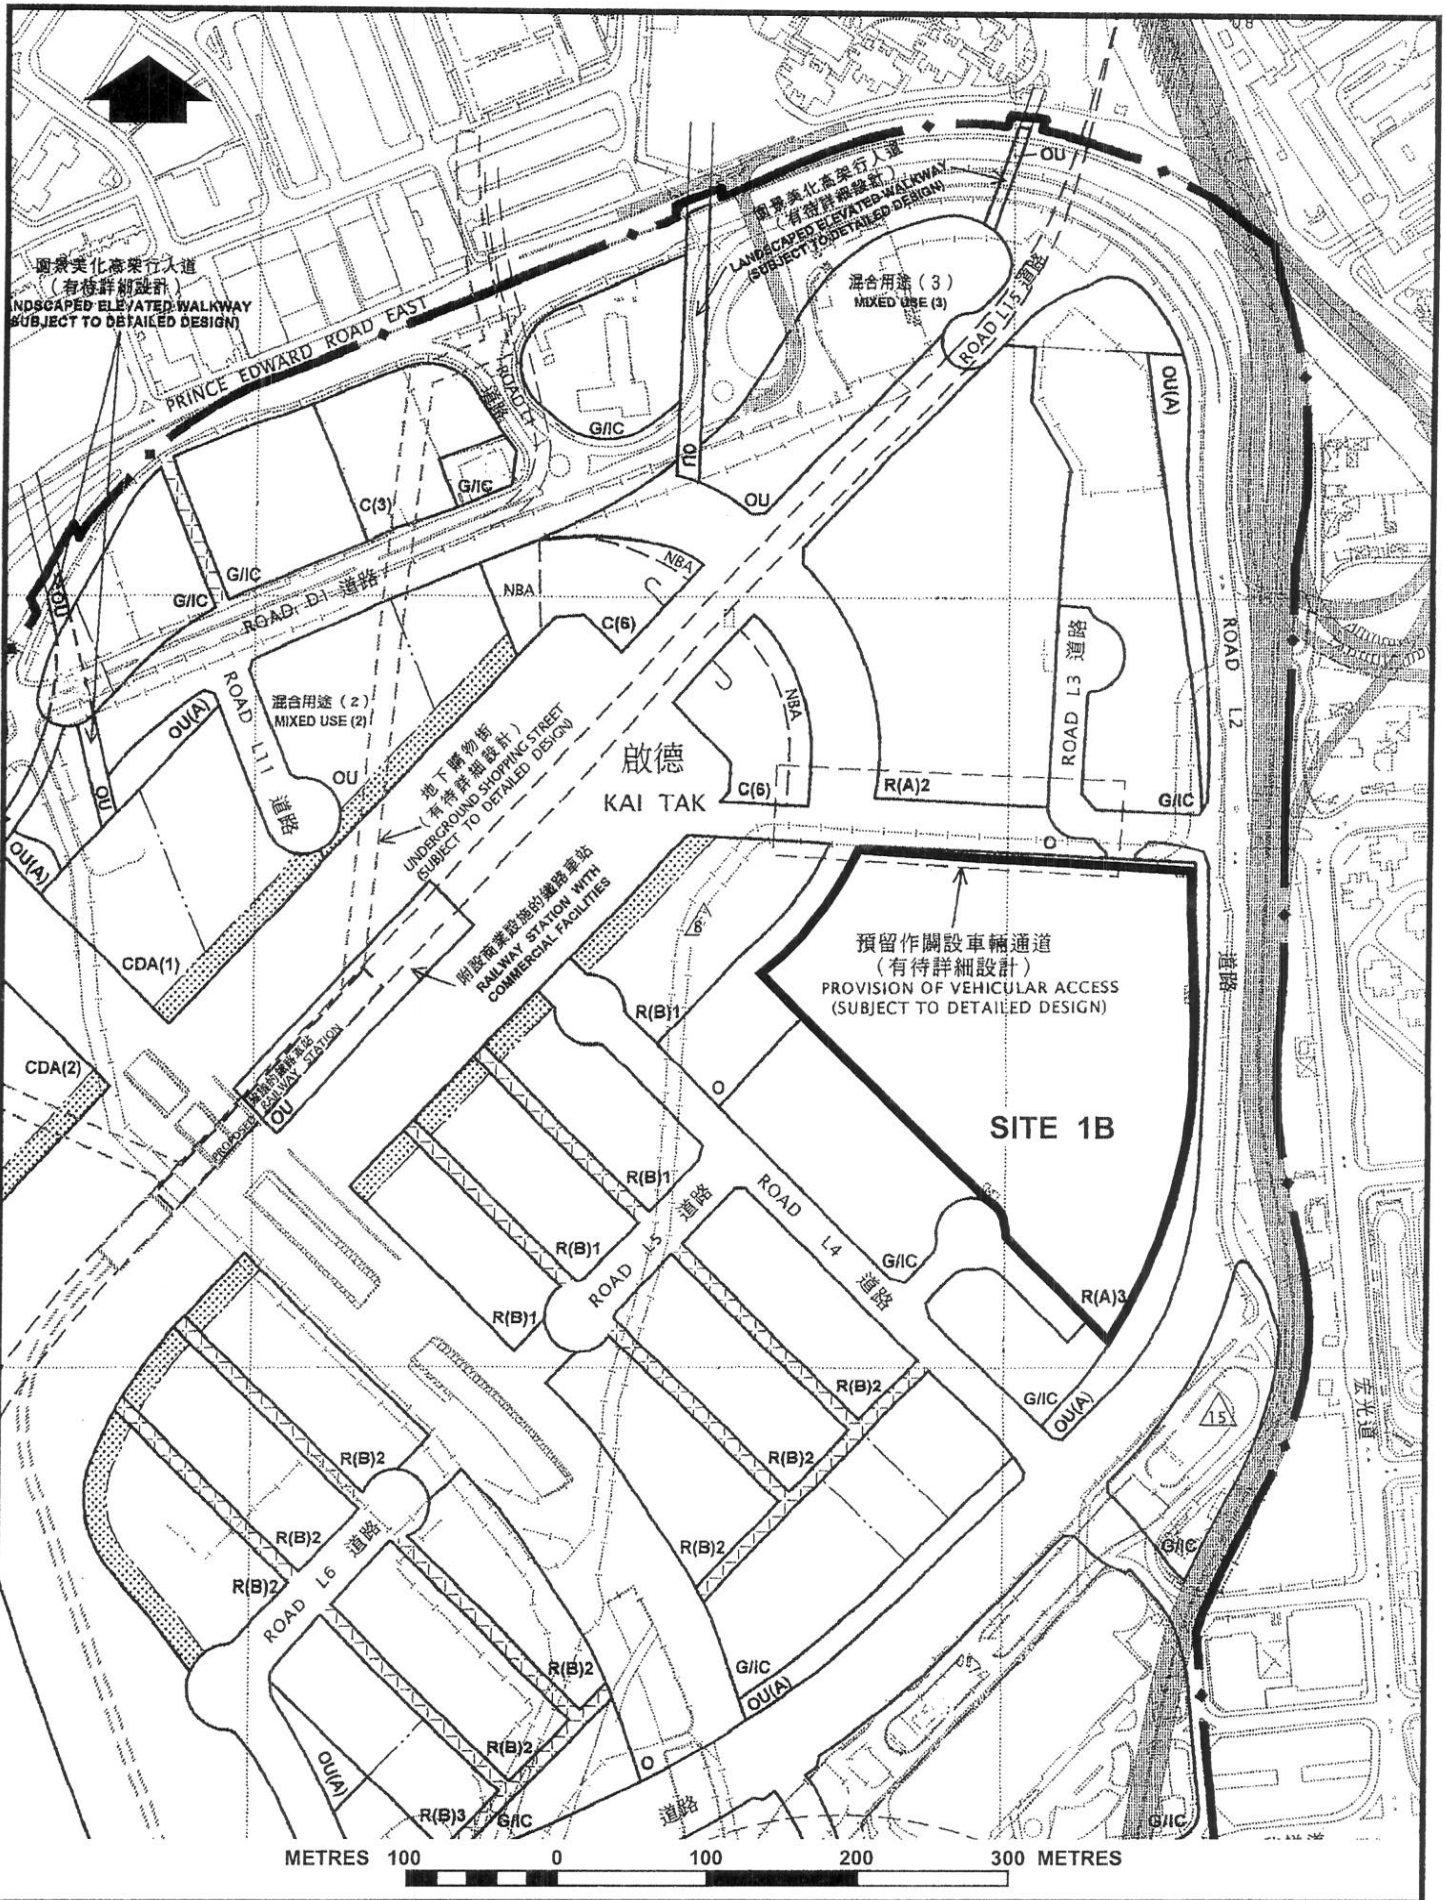 園景美化高架行人道
(有待詳細設計)
LANDSCAPED ELEVATED WALKWAY
(SUBJECT TO DETAILED DESIGN)
OU
園景美化高架行人道
(有待詳細設計)
ANDSCAPED ELEVATED WALKWAY
SUBJECT TO DETAILED DESIGN)
混合用途(3)
MIXED USE (3)
ROAD L15 道路
PRINCE EDWARD ROAD EAST
道路
G/IC
OU(A)
OU
C(3)
G/IC
OU
NBA
NBA
G/IC
G/IC
OU
ROAD D1 道路
C(6)
ROAD L2 道路
ROAD L3 道路
OU(A)
ROAD L11 道路
混合用途(2)
MIXED USE (2)
NBA
地下購物街
(有待詳細設計)
UNDERGROUND SHOPPING STREET
(SUBJECT TO DETAILED DESIGN)
啟德
KAI TAK
OU
OU
C(6)
R(A)2
G/IC
OU(A)
O
附設商業設施的鐵路車站
RAILWAY STATION WITH
COMMERCIAL FACILITIES
8
預留作闢設車輛通道
(有待詳細設計)
PROVISION OF VEHICULAR ACCESS
(SUBJECT TO DETAILED DESIGN)
CDA(1)
R(B)1
CDA(2)
PROPOSED RAILWAY STATION
OU
O
SITE 1B
R(B)1
ROAD L4 道路
R(B)1
ROAD L5 道路
G/IC
R(B)1
R(A)3
R(B)2
G/IC
OU(A)
15
宏光道
R(B)2
R(B)2
R(B)2
R(B)2
R(B)2
G/IC
ROAD L6 道路
R(B)2
G/IC
OU(A)
R(B)2
O
OU(A)
R(B)3
G/IC
道路
G/IC
METRES 100 0 100 200 300 METRES